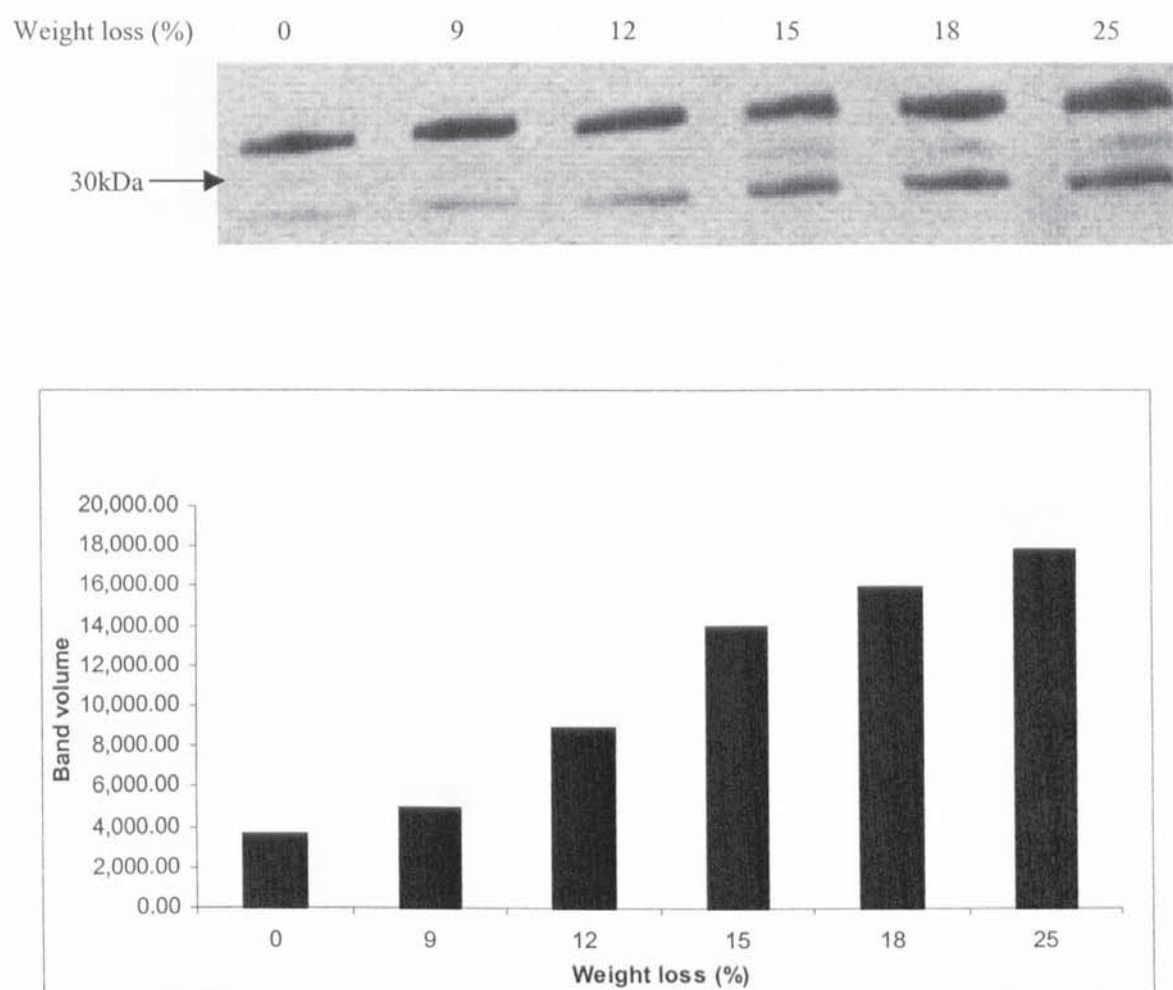 Weight loss (%) 0 9 12 15 18 25
30kDa
20,000.00
18,000.00
16,000.00
14,000.00
12,000.00
10,000.00
8,000.00
6,000.00
4,000.00
2,000.00
0.00
Band volume
0 9 12 15 18 25
Weight loss (%)